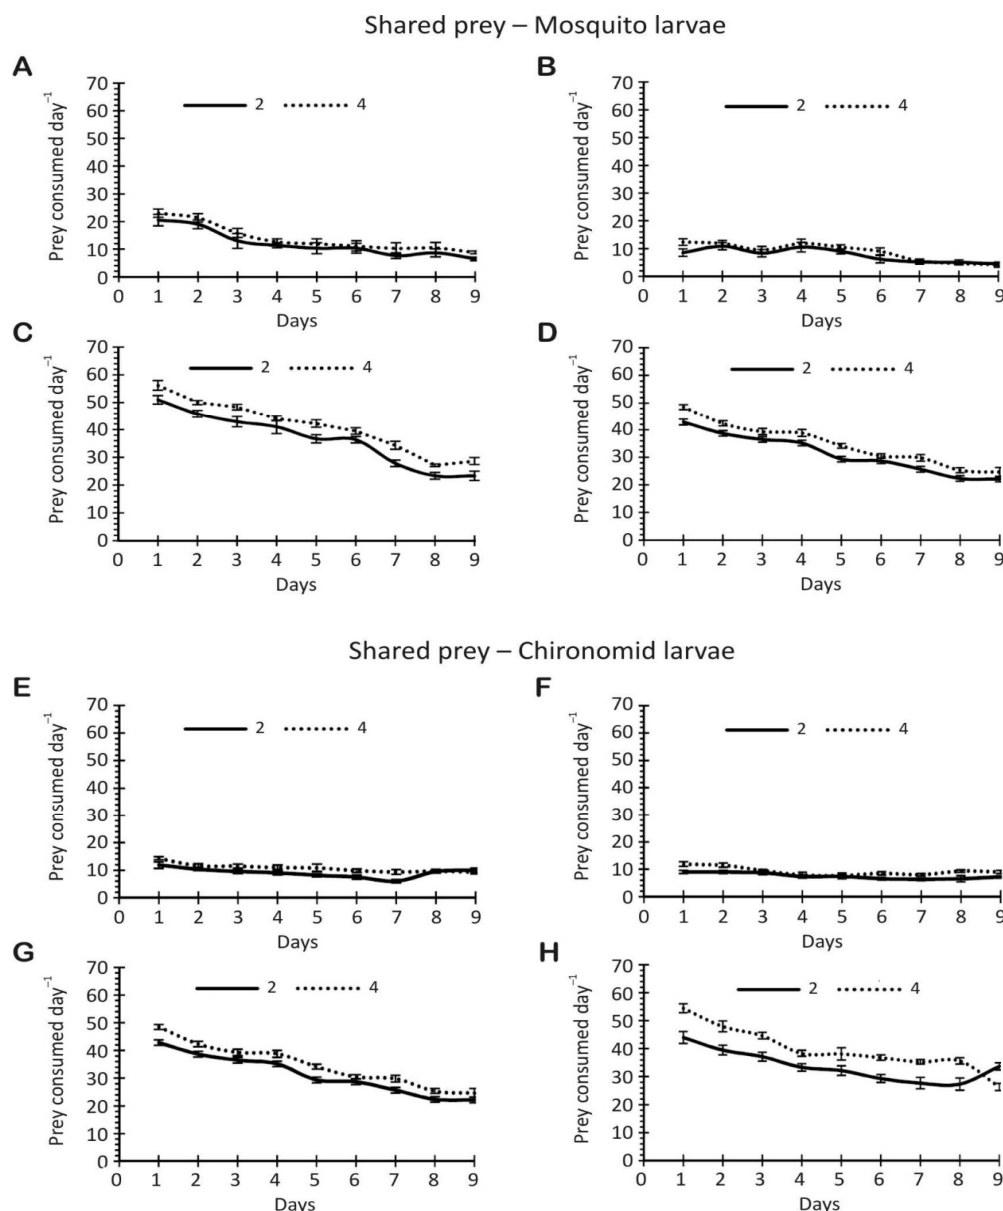 Shared prey – Mosquito larvae
A
Prey consumed day⁻¹
70
60
50
40
30
20
10
0
2 4
0 1 2 3 4 5 6 7 8 9
Days
B
Prey consumed day⁻¹
70
60
50
40
30
20
10
0
2 4
0 1 2 3 4 5 6 7 8 9
Days
C
Prey consumed day⁻¹
70
60
50
40
30
20
10
0
2 4
0 1 2 3 4 5 6 7 8 9
Days
D
Prey consumed day⁻¹
70
60
50
40
30
20
10
0
2 4
0 1 2 3 4 5 6 7 8 9
Days
Shared prey – Chironomid larvae
E
Prey consumed day⁻¹
70
60
50
40
30
20
10
0
2 4
0 1 2 3 4 5 6 7 8 9
Days
F
Prey consumed day⁻¹
70
60
50
40
30
20
10
0
2 4
0 1 2 3 4 5 6 7 8 9
Days
G
Prey consumed day⁻¹
70
60
50
40
30
20
10
0
2 4
0 1 2 3 4 5 6 7 8 9
Days
H
Prey consumed day⁻¹
70
60
50
40
30
20
10
0
2 4
0 1 2 3 4 5 6 7 8 9
Days